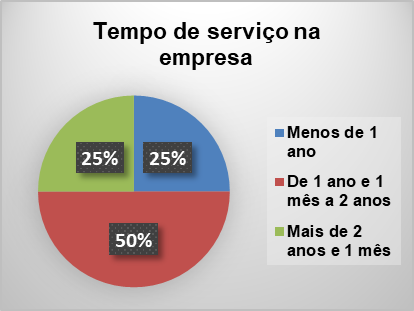 Tempo de serviço na
empresa
25%
25%
50%
Menos de 1
ano
De 1 ano e 1
mês a 2 anos
Mais de 2
anos e 1 mês